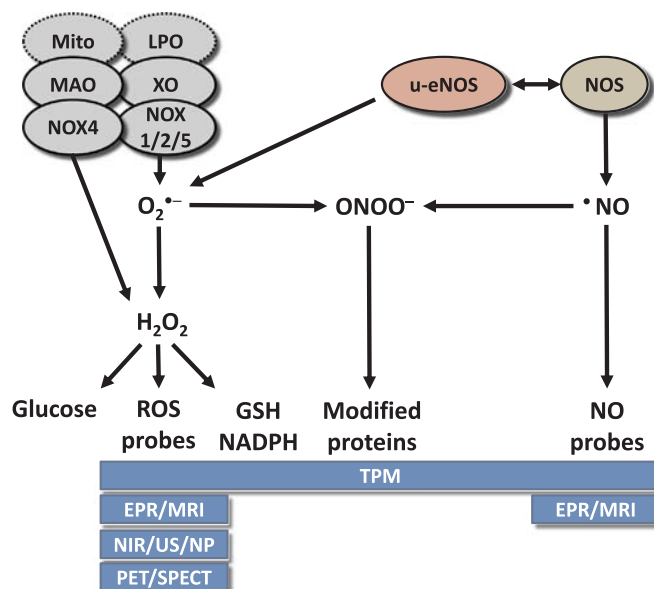 Mito LPO
MAO XO
NOX4 NOX
1/2/5
u-eNOS NOS
O₂•– ONOO– •NO
H₂O₂
Glucose ROS GSH Modified NO
probes NADPH proteins probes
TPM
EPR/MRI EPR/MRI
NIR/US/NP
PET/SPECT